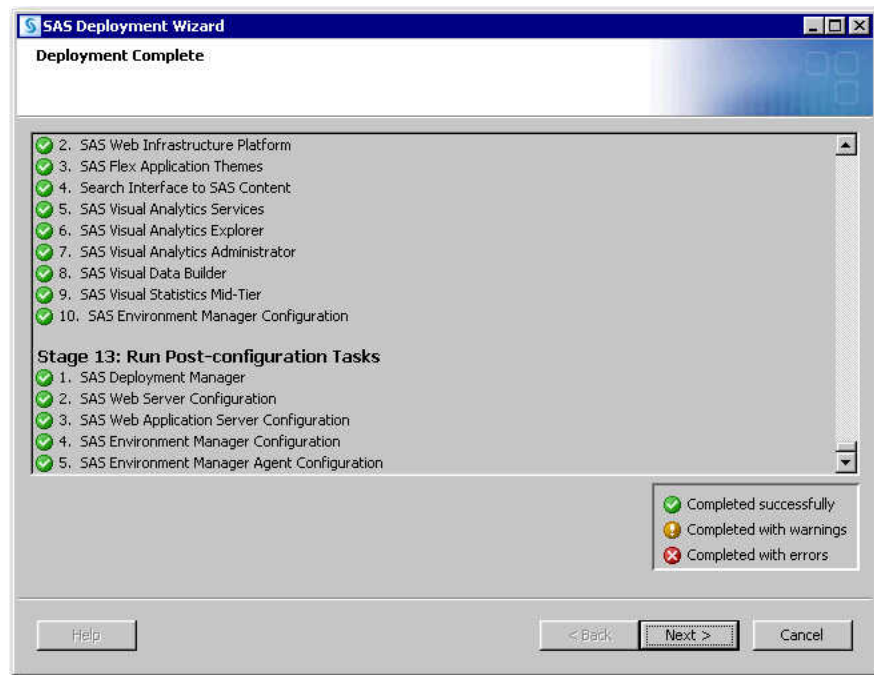 SAS Deployment Wizard
Deployment Complete
2. SAS Web Infrastructure Platform
3. SAS Flex Application Themes
4. Search Interface to SAS Content
5. SAS Visual Analytics Services
6. SAS Visual Analytics Explorer
7. SAS Visual Analytics Administrator
8. SAS Visual Data Builder
9. SAS Visual Statistics Mid-Tier
10. SAS Environment Manager Configuration
Stage 13: Run Post-configuration Tasks
1. SAS Deployment Manager
2. SAS Web Server Configuration
3. SAS Web Application Server Configuration
4. SAS Environment Manager Configuration
5. SAS Environment Manager Agent Configuration
Completed successfully
Completed with warnings
Completed with errors
Help < Back Next > Cancel